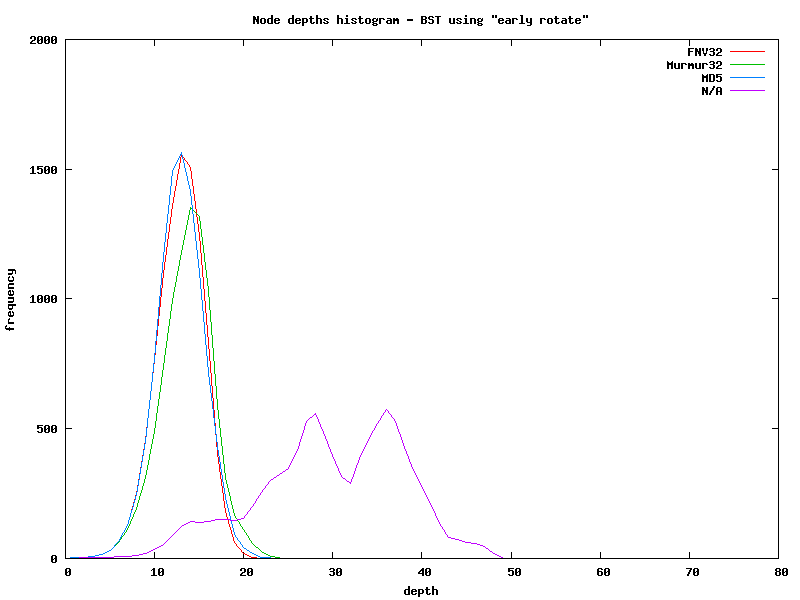 Node depths histogram - BST using "early rotate"
2000
1500
1000
500
0
frequency
FNV32
Murmur32
MD5
N/A
0 10 20 30 40 50 60 70 80
depth